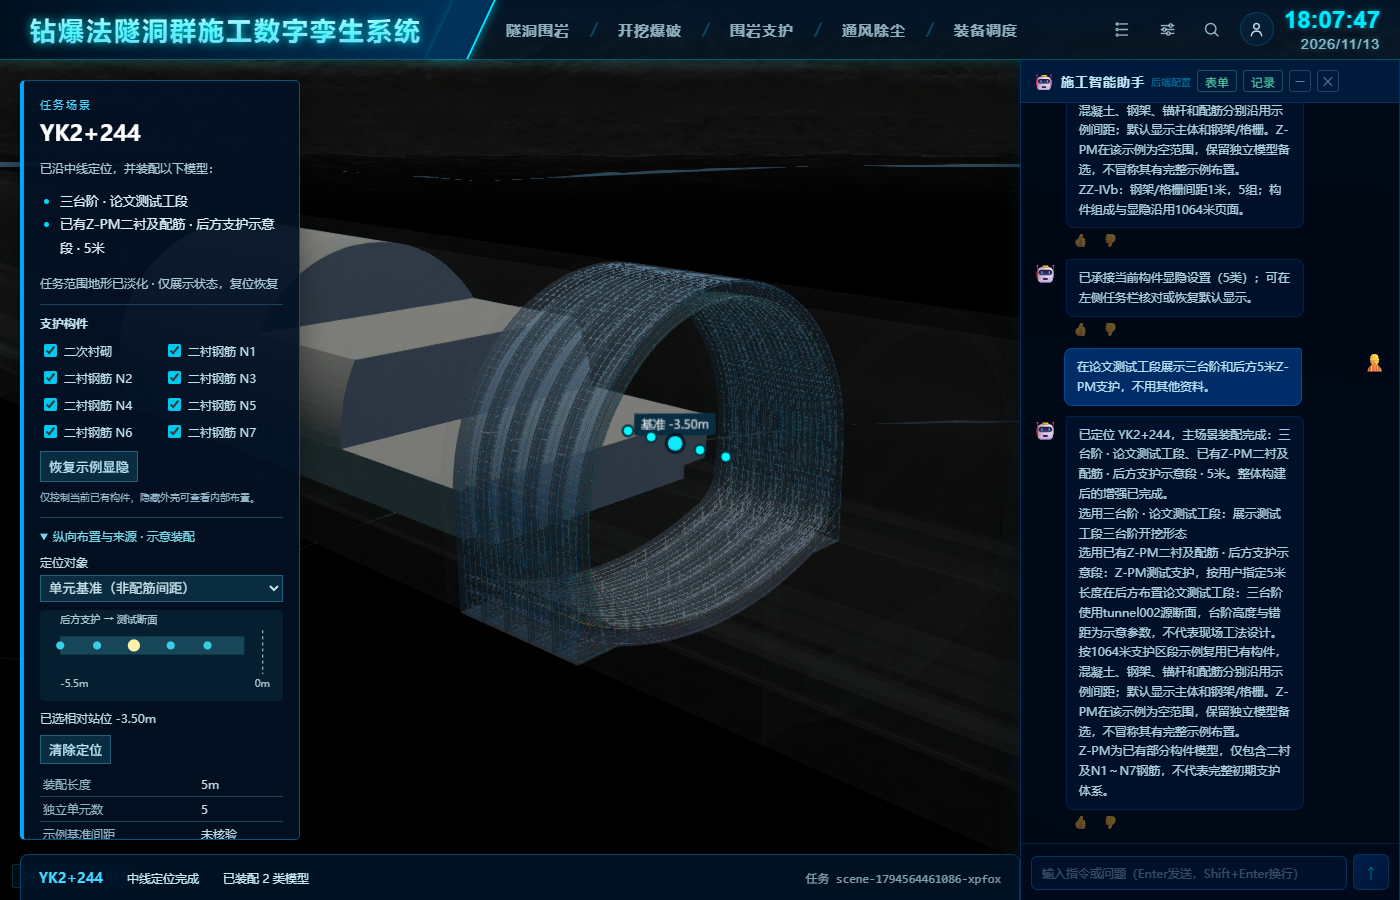 钻爆法隧洞群施工数字孪生系统
隧洞围岩 / 开挖爆破 / 围岩支护 / 通风除尘 / 装备调度
18:07:47
2026/11/13
任务场景
YK2+244
已沿中线定位，并装配以下模型：
三台阶 · 论文测试工段
已有Z-PM二衬及配筋 · 后方支护示意
段 · 5米
任务范围地形已淡化 · 仅展示状态，复位恢复
支护构件
二次衬砌 二衬钢筋 N1
二衬钢筋 N2 二衬钢筋 N3
二衬钢筋 N4 二衬钢筋 N5
二衬钢筋 N6 二衬钢筋 N7
恢复示例显隐
仅控制当前已有构件，隐藏外壳可查看内部布置。
▼ 纵向布置与来源 · 示意装配
定位对象
单元基准（非配筋间距）
后方支护 → 测试断面
-5.5m 0m
已选相对站位 -3.50m
清除定位
装配长度 5m
独立单元数 5
示例基准间距 未核验
基准 -3.50m
YK2+244 中线定位完成 已装配 2 类模型
任务 scene-1794564461086-xpfox
施工智能助手 后端配置 表单 记录
混凝土、钢架、锚杆和配筋分别沿用示
例间距；默认显示主体和钢架/格栅。Z-
PM在该示例为空范围，保留独立模型备
选，不冒称其有完整示例布置。
ZZ-IVb：钢架/格栅间距1米，5组；构
件组成与显隐沿用1064米页面。
已承接当前构件显隐设置（5类）；可在
左侧任务栏核对或恢复默认显示。
在论文测试工段展示三台阶和后方5米Z-
PM支护，不用其他资料。
已定位 YK2+244，主场景装配完成：三
台阶 · 论文测试工段、已有Z-PM二衬及
配筋 · 后方支护示意段 · 5米。整体构建
后的增强已完成。
选用三台阶 · 论文测试工段：展示测试
工段三台阶开挖形态
选用已有Z-PM二衬及配筋 · 后方支护示
意段：Z-PM测试支护，按用户指定5米
长度在后方布置论文测试工段：三台阶
使用tunnel002源断面，台阶高度与错
距为示意参数，不代表现场工法设计。
按1064米支护区段示例复用已有构件，
混凝土、钢架、锚杆和配筋分别沿用示
例间距；默认显示主体和钢架/格栅。Z-
PM在该示例为空范围，保留独立模型备
选，不冒称其有完整示例布置。
Z-PM为已有部分构件模型，仅包含二衬
及N1～N7钢筋，不代表完整初期支护
体系。
输入指令或问题（Enter发送，Shift+Enter换行）